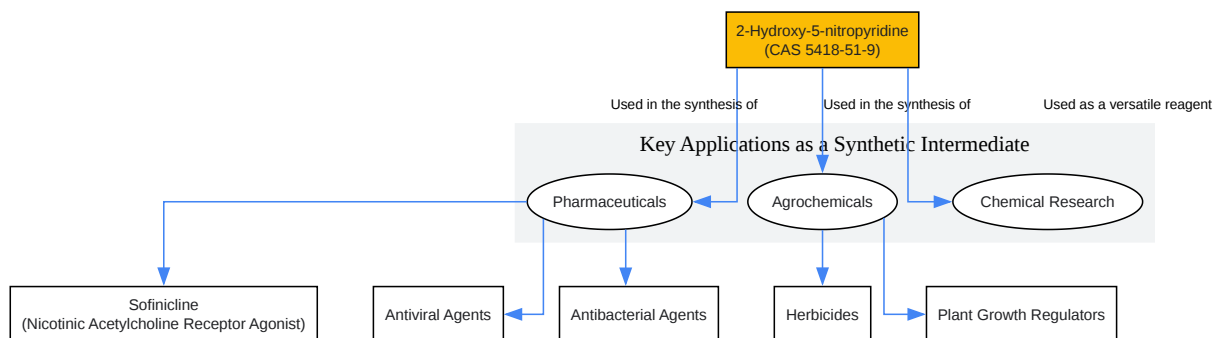 2-Hydroxy-5-nitropyridine
(CAS 5418-51-9)
Used in the synthesis of
Used in the synthesis of
Used as a versatile reagent
Key Applications as a Synthetic Intermediate
Pharmaceuticals
Agrochemicals
Chemical Research
Sofinicline
(Nicotinic Acetylcholine Receptor Agonist)
Antiviral Agents
Antibacterial Agents
Herbicides
Plant Growth Regulators